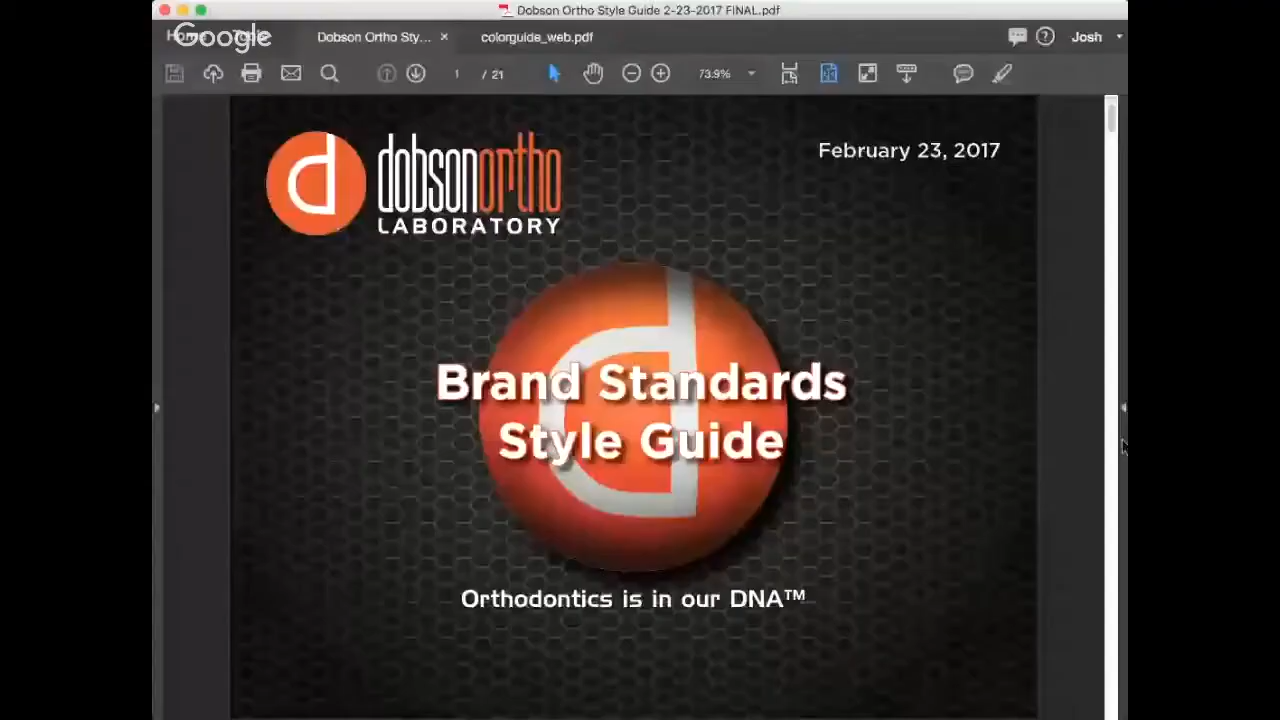 Dobson Ortho Style Guide 2-23-2017 FINAL.pdf
Google
Dobson Ortho Sty... × colorguide_web.pdf
Josh
1 / 21 73.9%
dobsonortho
LABORATORY
February 23, 2017
Brand Standards
Style Guide
Orthodontics is in our DNA™